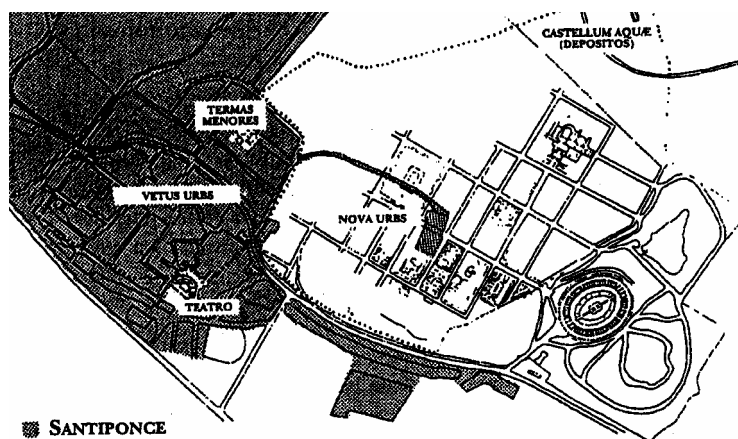 CASTELLUM AQUÆ
(DEPOSITOS)
TERMAS
MENORES
VETUS URBS
NOVA URBS
TEATRO
SANTIPONCE